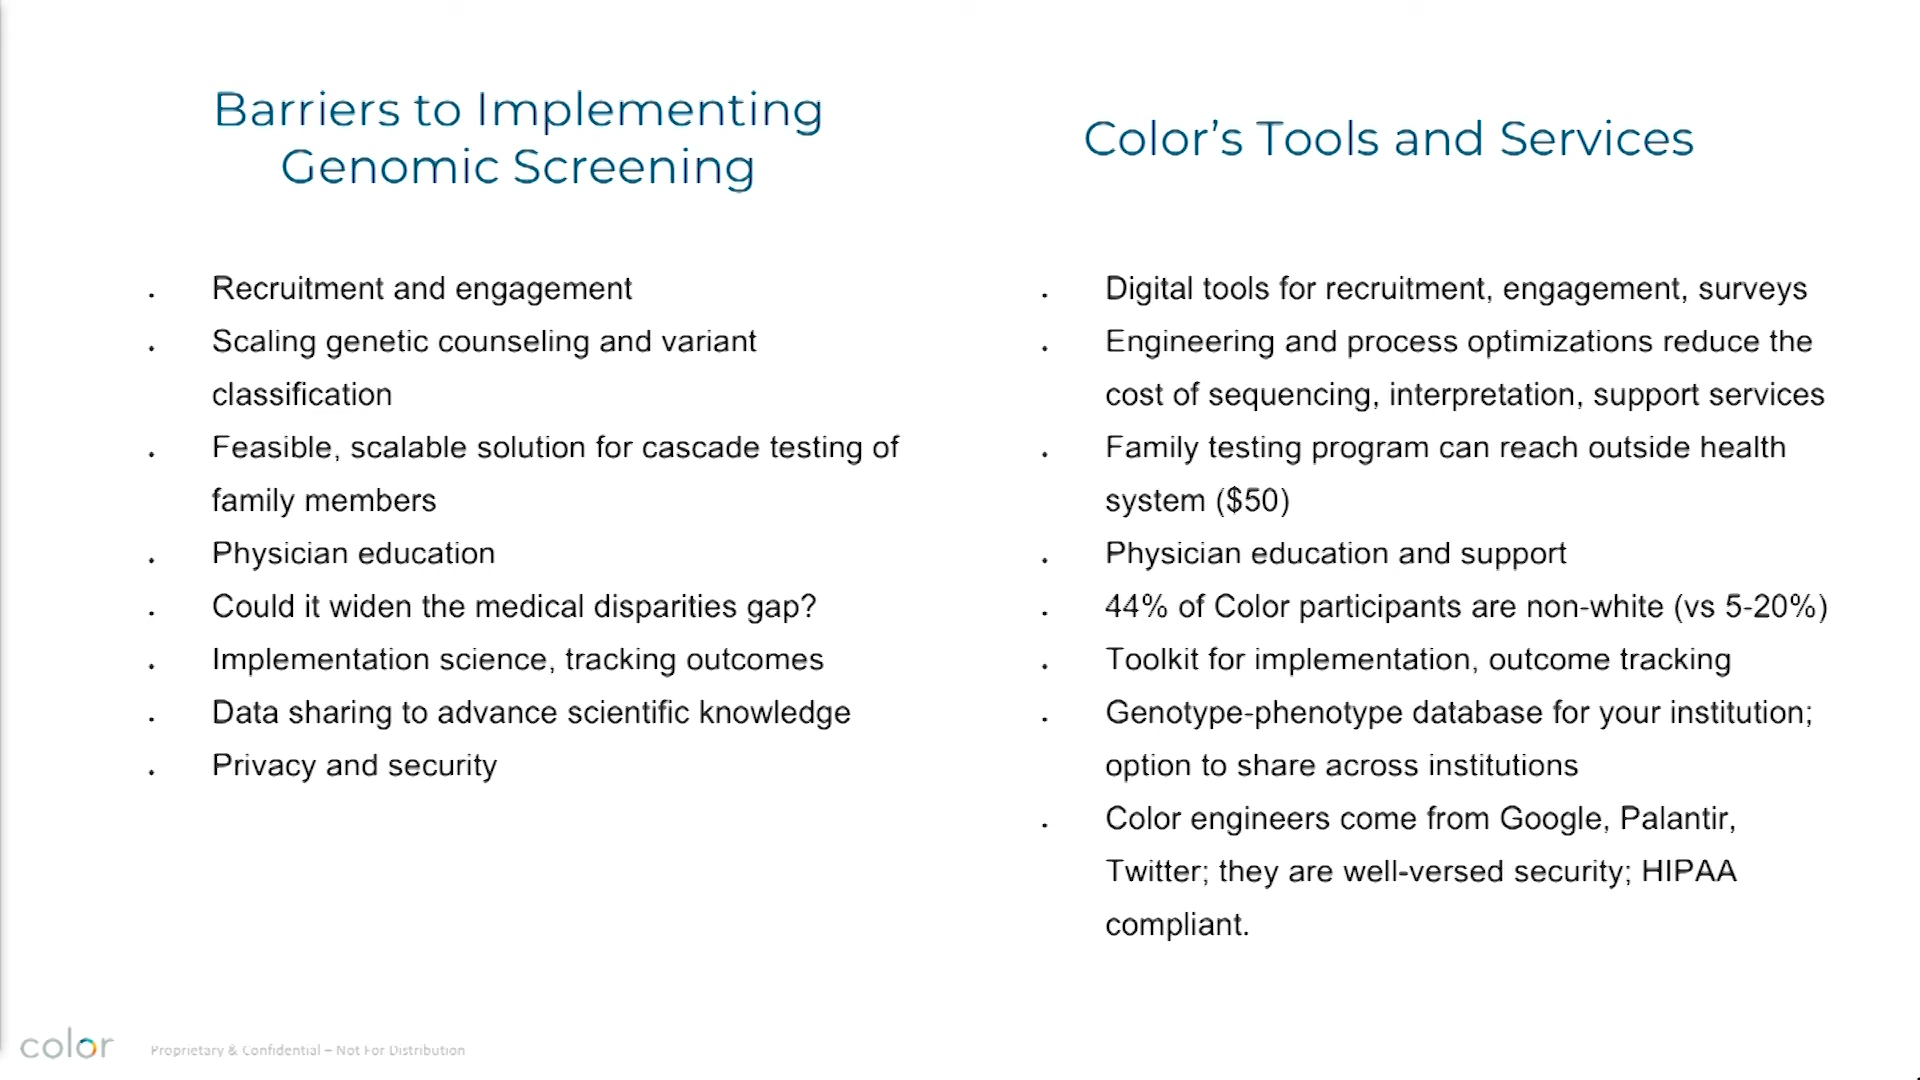 Barriers to Implementing
Genomic Screening
. Recruitment and engagement
. Scaling genetic counseling and variant
classification
. Feasible, scalable solution for cascade testing of
family members
. Physician education
. Could it widen the medical disparities gap?
. Implementation science, tracking outcomes
. Data sharing to advance scientific knowledge
. Privacy and security
Color’s Tools and Services
. Digital tools for recruitment, engagement, surveys
. Engineering and process optimizations reduce the
cost of sequencing, interpretation, support services
. Family testing program can reach outside health
system ($50)
. Physician education and support
. 44% of Color participants are non-white (vs 5-20%)
. Toolkit for implementation, outcome tracking
. Genotype-phenotype database for your institution;
option to share across institutions
. Color engineers come from Google, Palantir,
Twitter; they are well-versed security; HIPAA
compliant.
color
Proprietary & Confidential – Not For Distribution